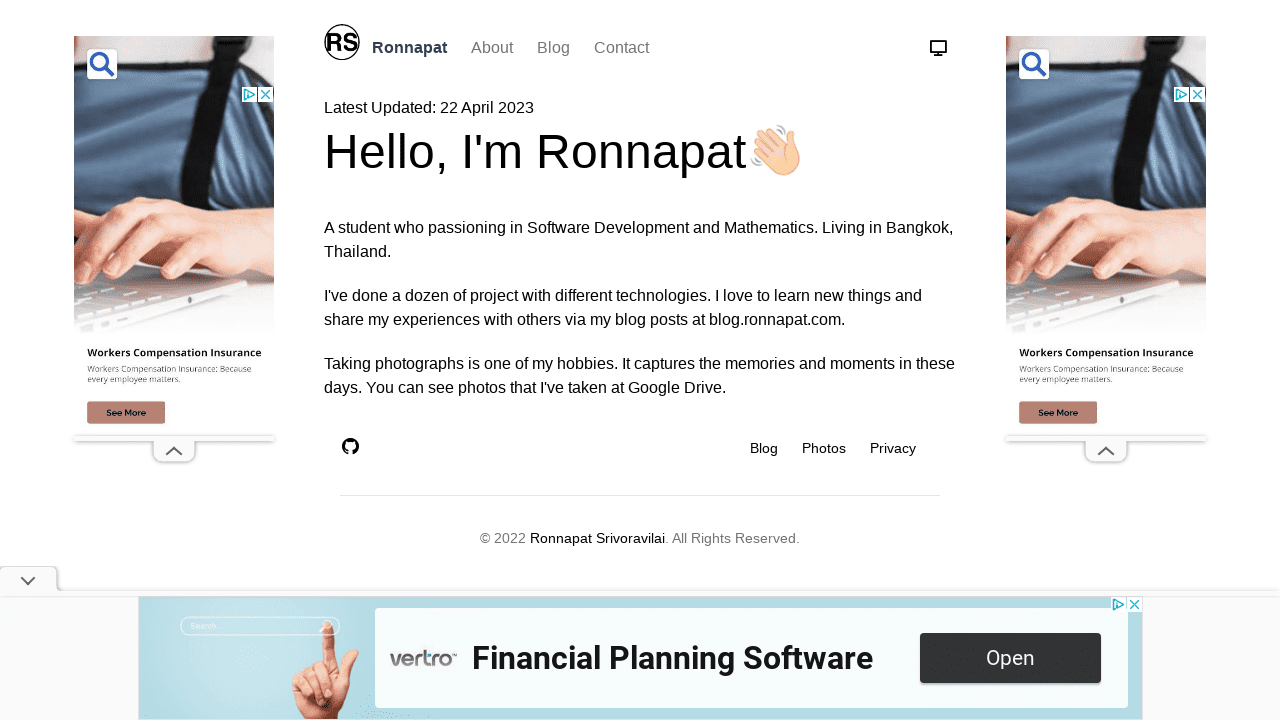 RS Ronnapat About Blog Contact
Latest Updated: 22 April 2023
Hello, I'm Ronnapat
A student who passioning in Software Development and Mathematics. Living in Bangkok,
Thailand.
I've done a dozen of project with different technologies. I love to learn new things and
share my experiences with others via my blog posts at blog.ronnapat.com.
Taking photographs is one of my hobbies. It captures the memories and moments in these
days. You can see photos that I've taken at Google Drive.
Blog Photos Privacy
© 2022 Ronnapat Srivoravilai. All Rights Reserved.
Workers Compensation Insurance
Workers Compensation Insurance: Because
every employee matters.
See More
Workers Compensation Insurance
Workers Compensation Insurance: Because
every employee matters.
See More
Search
vertro™ Financial Planning Software Open